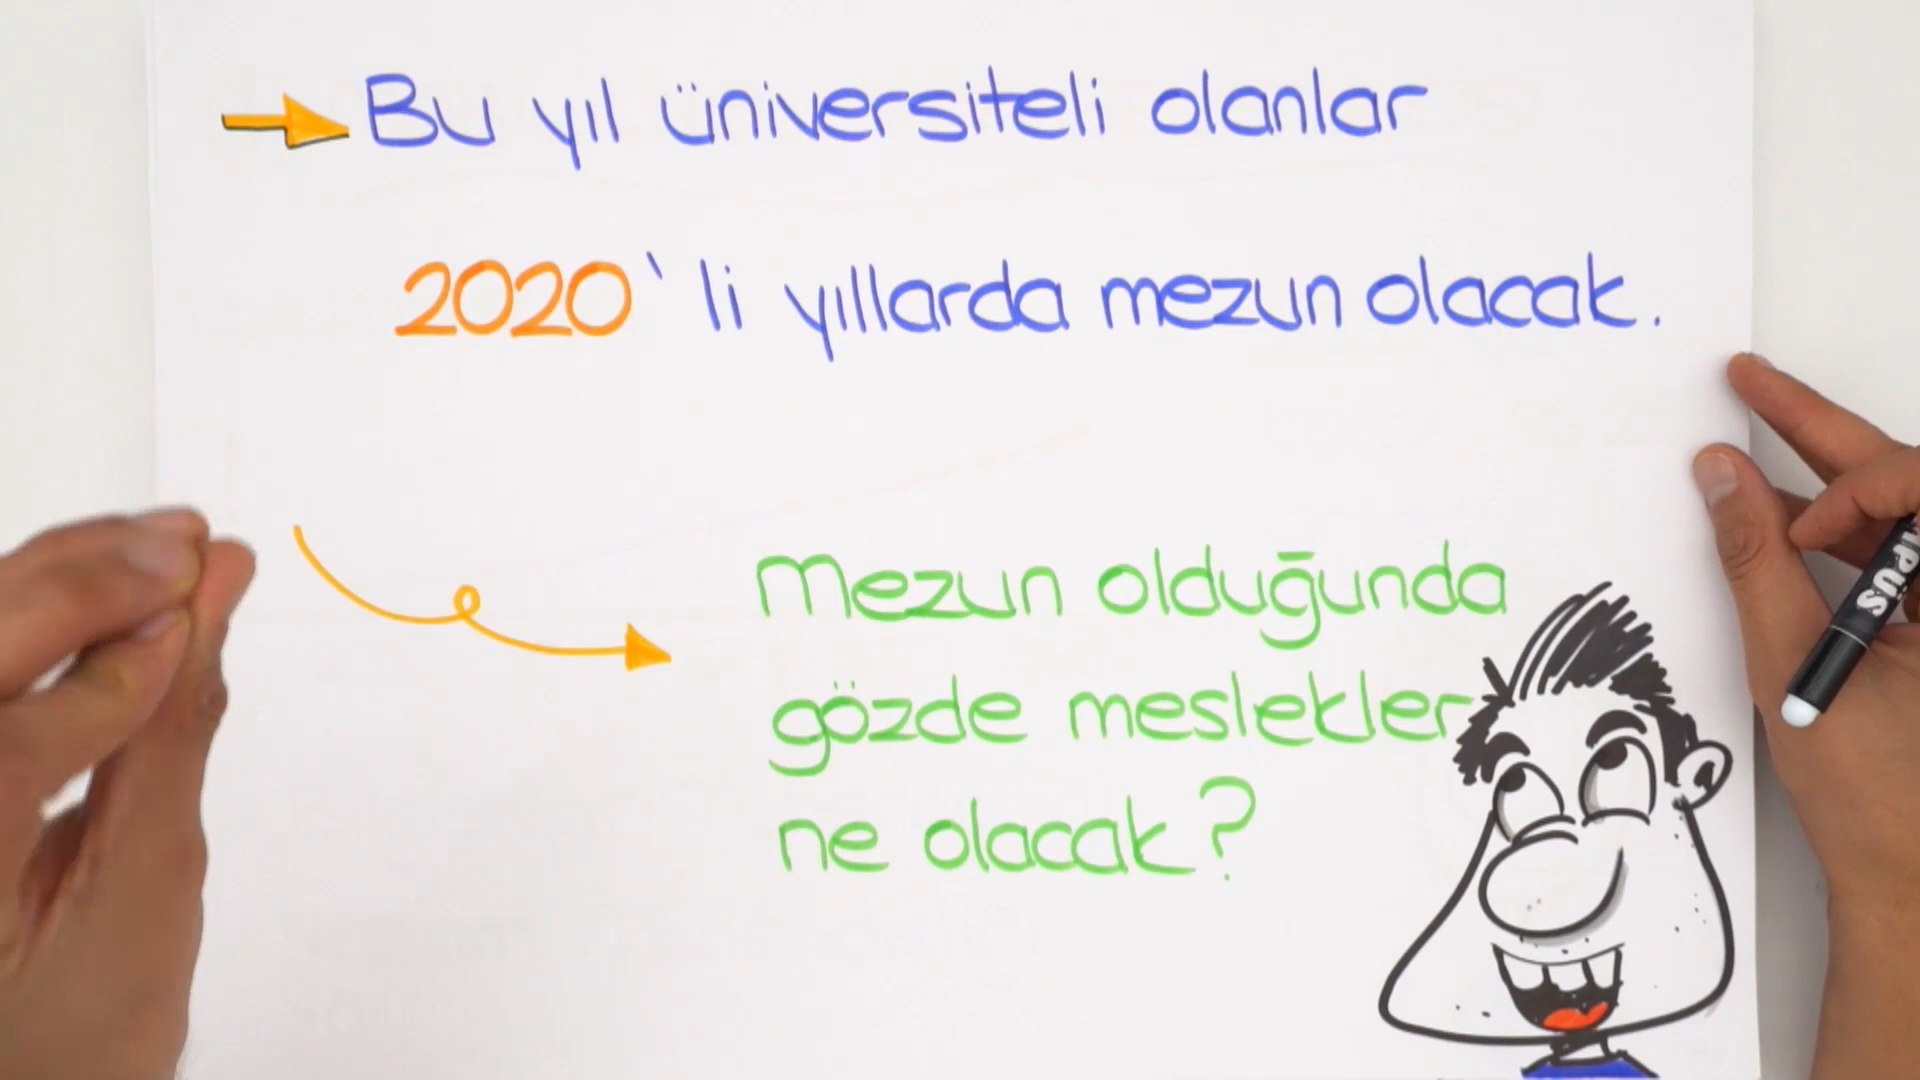 Bu yıl üniversiteli olanlar
2020'li yıllarda mezun olacak.
Mezun olduğunda
gözde meslekler
ne olacak?